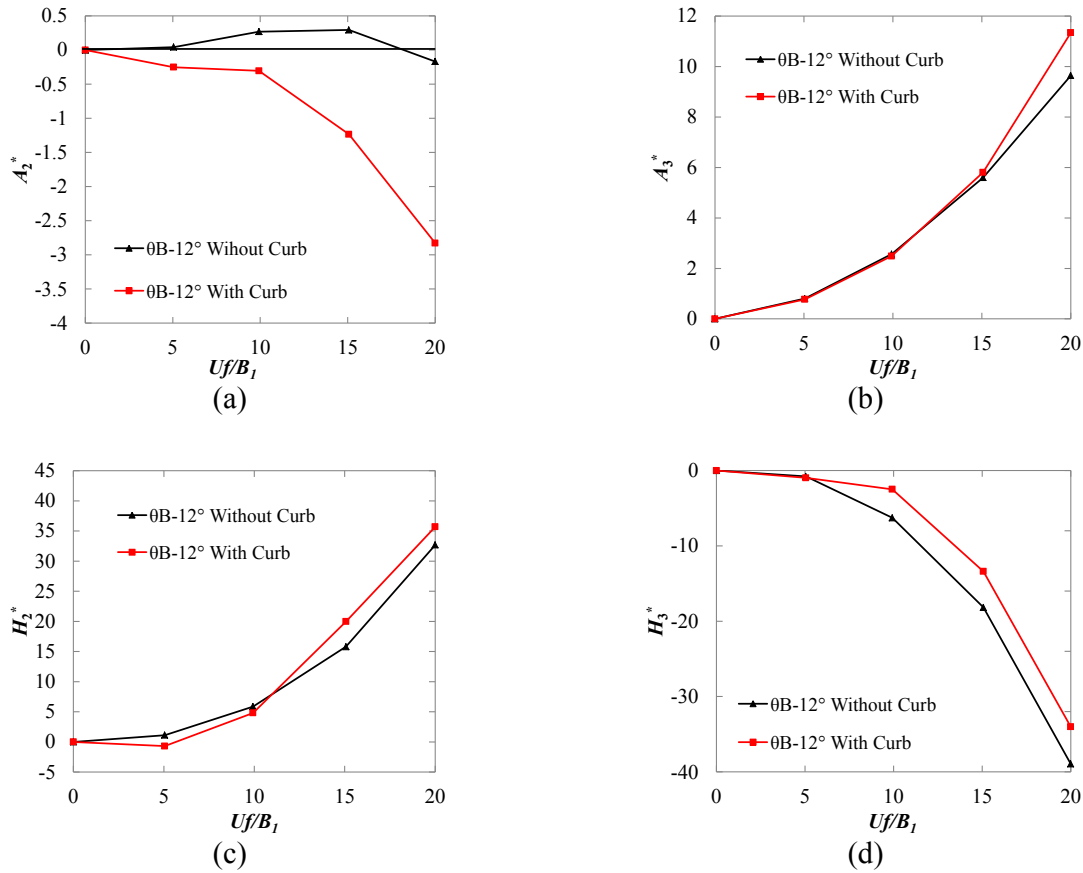 0.5
0
-0.5
-1
-1.5
-2
-2.5
-3
-3.5
-4
A₂*
θB-12° Wihout Curb
θB-12° With Curb
0 5 10 15 20
Uf/B₁
(a)
12
10
8
6
4
2
0
A₃*
θB-12° Without Curb
θB-12° With Curb
0 5 10 15 20
Uf/B₁
(b)
45
40
35
30
25
20
15
10
5
0
-5
H₂*
θB-12° Without Curb
θB-12° With Curb
0 5 10 15 20
Uf/B₁
(c)
0
-10
-20
-30
-40
H₃*
θB-12° Without Curb
θB-12° With Curb
0 5 10 15 20
Uf/B₁
(d)